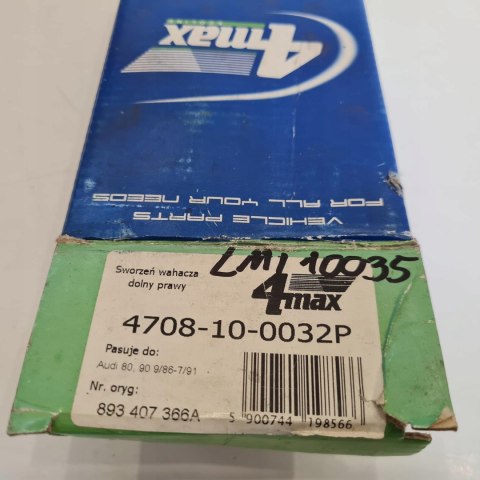 4max
VEHICLE PARTS
FOR ALL YOUR NEEDS
Sworzeń wahacza
dolny prawy
LMI 10035
4max
4708-10-0032P
Pasuje do:
Audi 80, 90 9/86-7/91
Nr. oryg:
893 407 366A
5 900744 198566